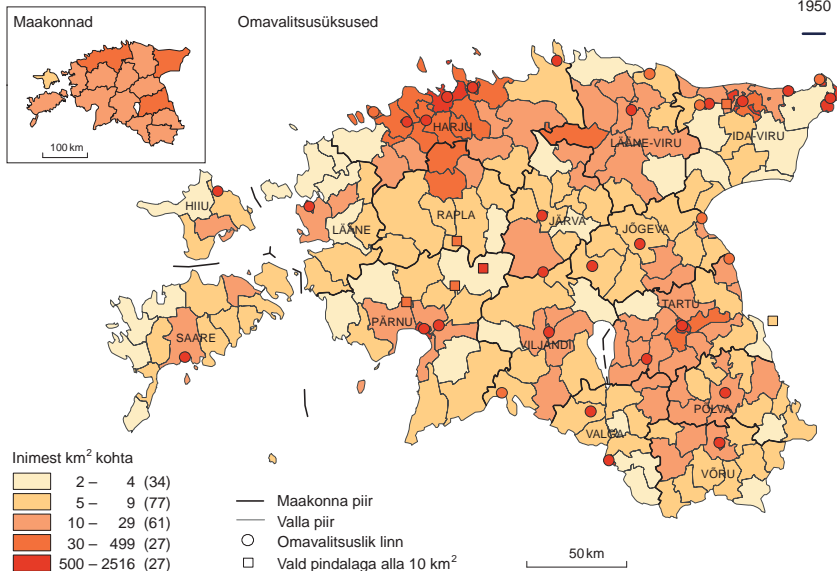 1950
Maakonnad
Omavalitsusüksused
100 km
HARJU
LÄÄNE-VIRU
IDA-VIRU
HIIU
LÄÄNE
RAPLA
JÄRVA
JÕGEVA
TARTU
SAARE
PÄRNU
VILJANDI
PÕLVA
VALGA
VÕRU
Inimest km² kohta
2 – 4 (34)
5 – 9 (77)
10 – 29 (61)
30 – 499 (27)
500 – 2516 (27)
Maakonna piir
Valla piir
Omavalitsuslik linn
Vald pindalaga alla 10 km²
50 km